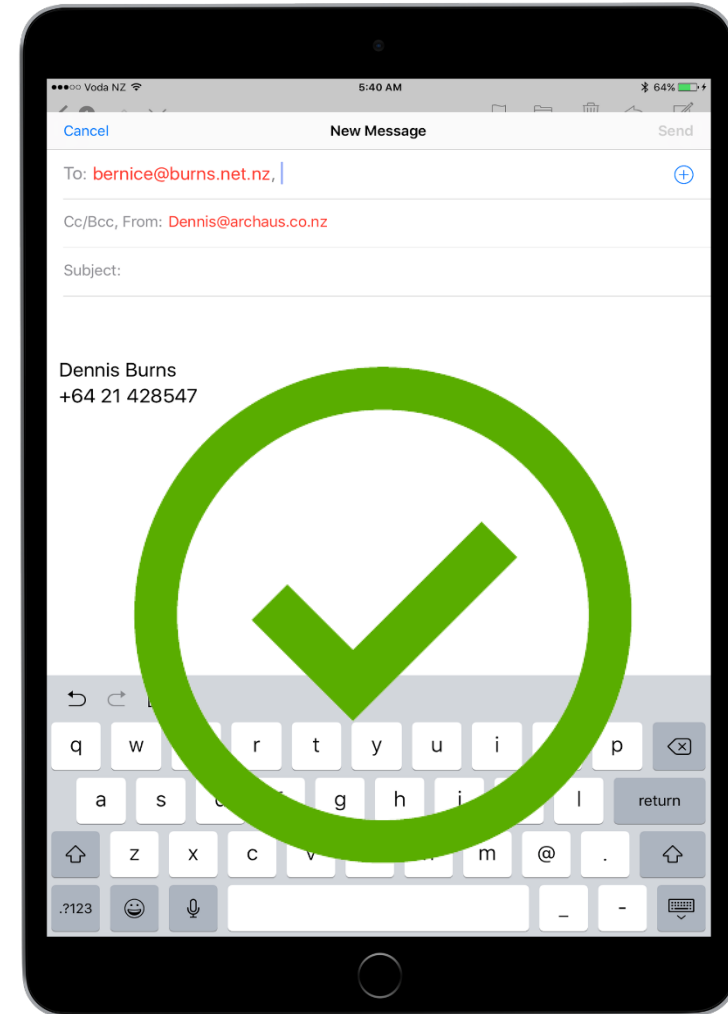 Voda NZ 5:40 AM 64%
Cancel New Message Send
To: bernice@burns.net.nz,
Cc/Bcc, From: Dennis@archaus.co.nz
Subject:
Dennis Burns
+64 21 428547
q w r t y u i p
a s g h j l return
z x c v m @ .
.?123 _ -